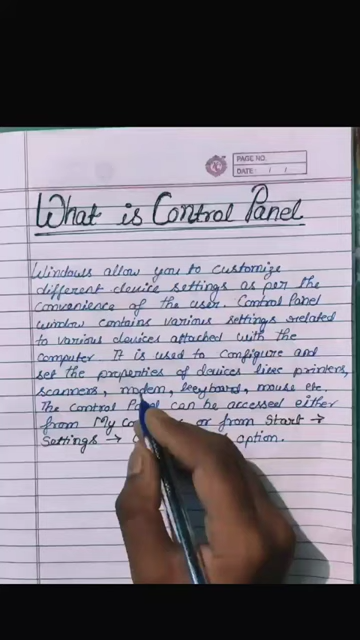 PAGE NO.
DATE: / /
What is Control Panel
Windows allow you to customize
different device settings as per the
convenience of the user. Control Panel
window contains various settings related
to various devices attached with the
computer It is used to configure and
set the properties of devices like printers,
scanners, modem, keyboard, mouse etc.
The Control Panel can be accessed either
from My or from Start →
Settings → option.